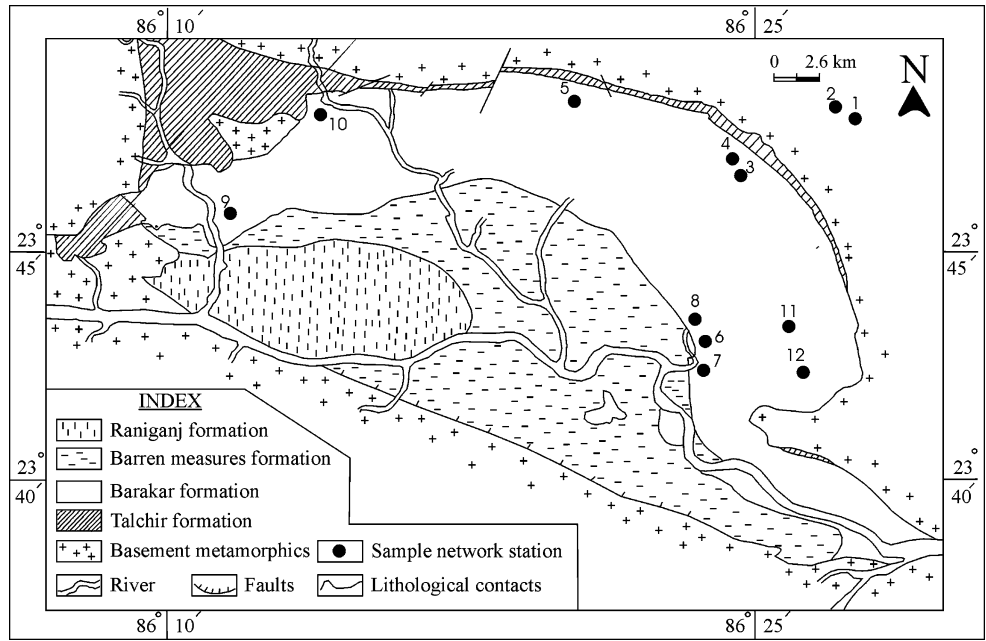 86° 10′
86° 25′
0 2.6 km
N
2
1
5
10
4
3
9
23° 45′
23° 45′
8
11
6
7
12
INDEX
Raniganj formation
Barren measures formation
Barakar formation
Talchir formation
Basement metamorphics
Sample network station
River
Faults
Lithological contacts
23° 40′
23° 40′
86° 10′
86° 25′